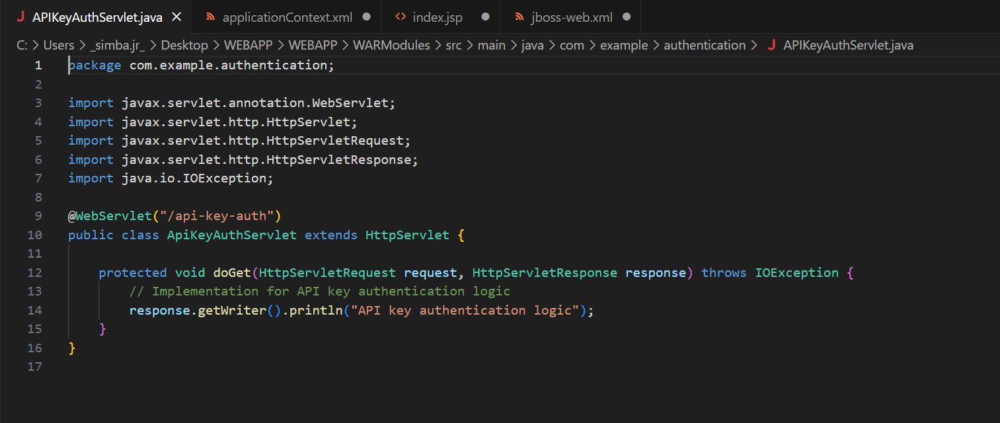 APIKeyAuthServlet.java
applicationContext.xml
index.jsp
jboss-web.xml
C: > Users > _simba.jr_ > Desktop > WEBAPP > WEBAPP > WARModules > src > main > java > com > example > authentication > APIKeyAuthServlet.java
1 package com.example.authentication;
2
3 import javax.servlet.annotation.WebServlet;
4 import javax.servlet.http.HttpServlet;
5 import javax.servlet.http.HttpServletRequest;
6 import javax.servlet.http.HttpServletResponse;
7 import java.io.IOException;
8
9 @WebServlet("/api-key-auth")
10 public class ApiKeyAuthServlet extends HttpServlet {
11
12     protected void doGet(HttpServletRequest request, HttpServletResponse response) throws IOException {
13         // Implementation for API key authentication logic
14         response.getWriter().println("API key authentication logic");
15     }
16 }
17